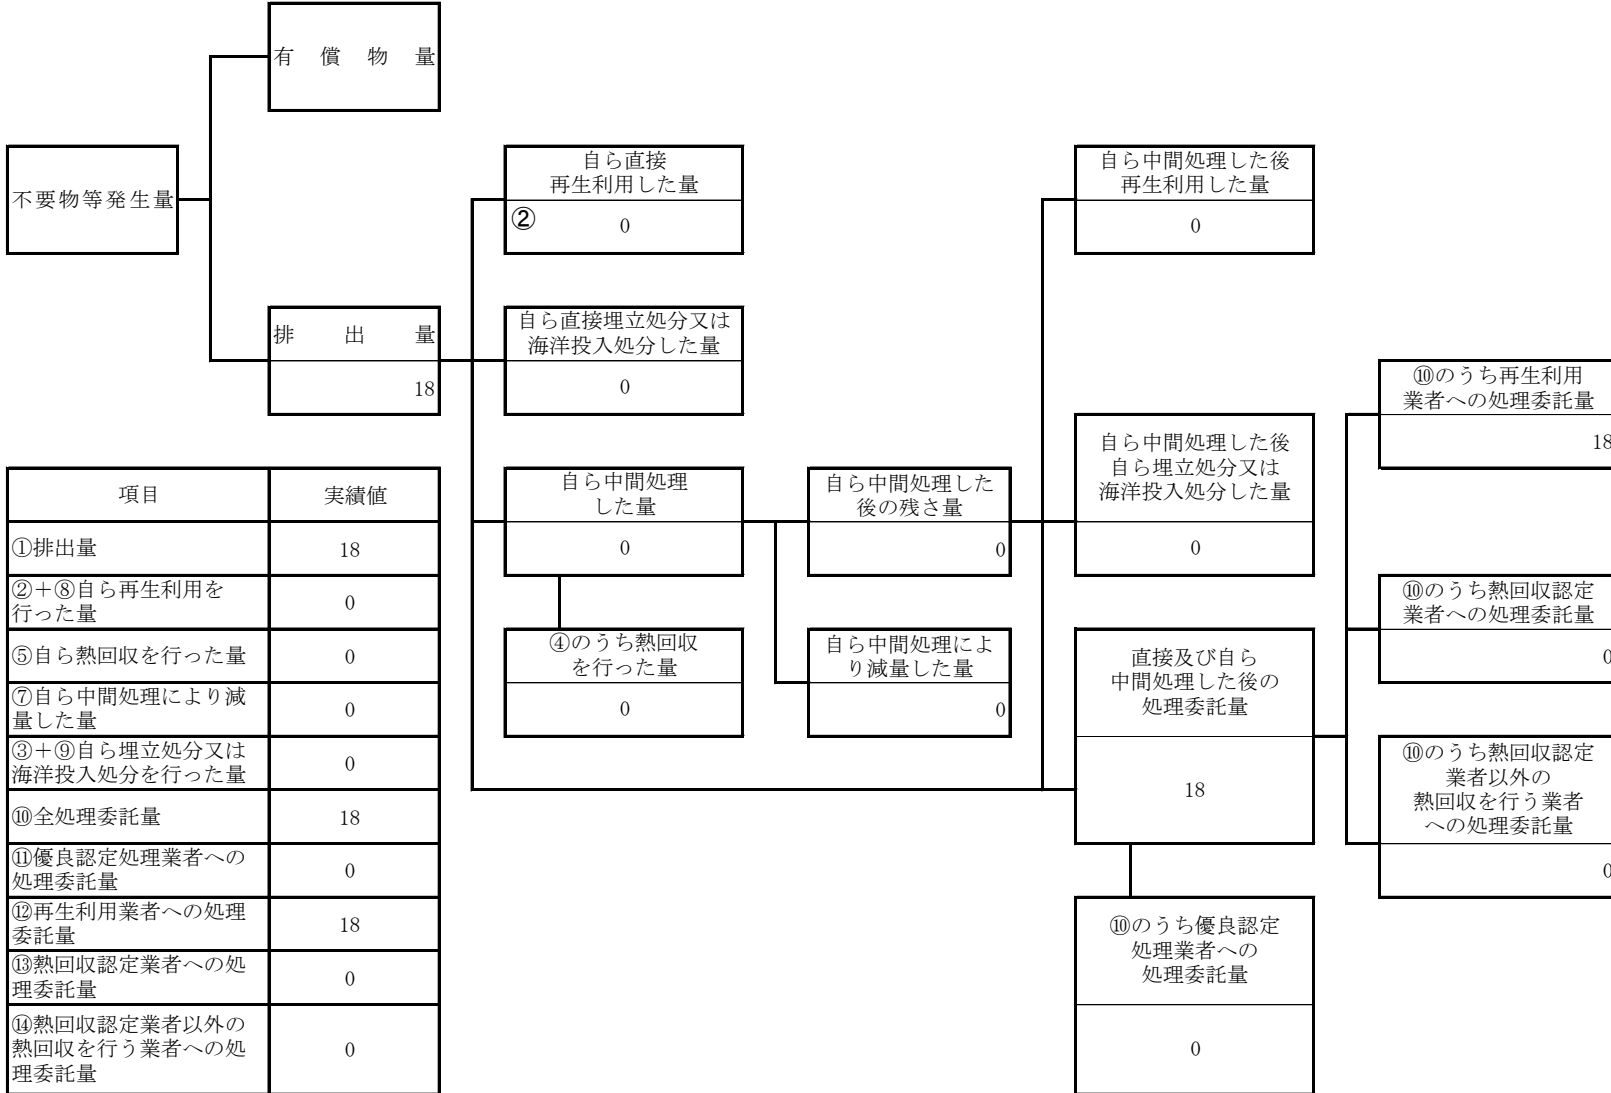 有償物量
不要物等発生量
自ら直接
再生利用した量
②
0
自ら中間処理した後
再生利用した量
0
排出量
18
自ら直接埋立処分又は
海洋投入処分した量
0
⑩のうち再生利用
業者への処理委託量
18
自ら中間処理
した量
0
自ら中間処理した
後の残さ量
0
自ら中間処理した後
自ら埋立処分又は
海洋投入処分した量
0
⑩のうち熱回収認定
業者への処理委託量
0
④のうち熱回収
を行った量
0
自ら中間処理によ
り減量した量
0
直接及び自ら
中間処理した後の
処理委託量
18
⑩のうち熱回収認定
業者以外の
熱回収を行う業者
への処理委託量
0
⑩のうち優良認定
処理業者への
処理委託量
0
項目
実績値
①排出量
18
②＋⑧自ら再生利用を
行った量
0
⑤自ら熱回収を行った量
0
⑦自ら中間処理により減
量した量
0
③＋⑨自ら埋立処分又は
海洋投入処分を行った量
0
⑩全処理委託量
18
⑪優良認定処理業者への
処理委託量
0
⑫再生利用業者への処理
委託量
18
⑬熱回収認定業者への処
理委託量
0
⑭熱回収認定業者以外の
熱回収を行う業者への処
理委託量
0